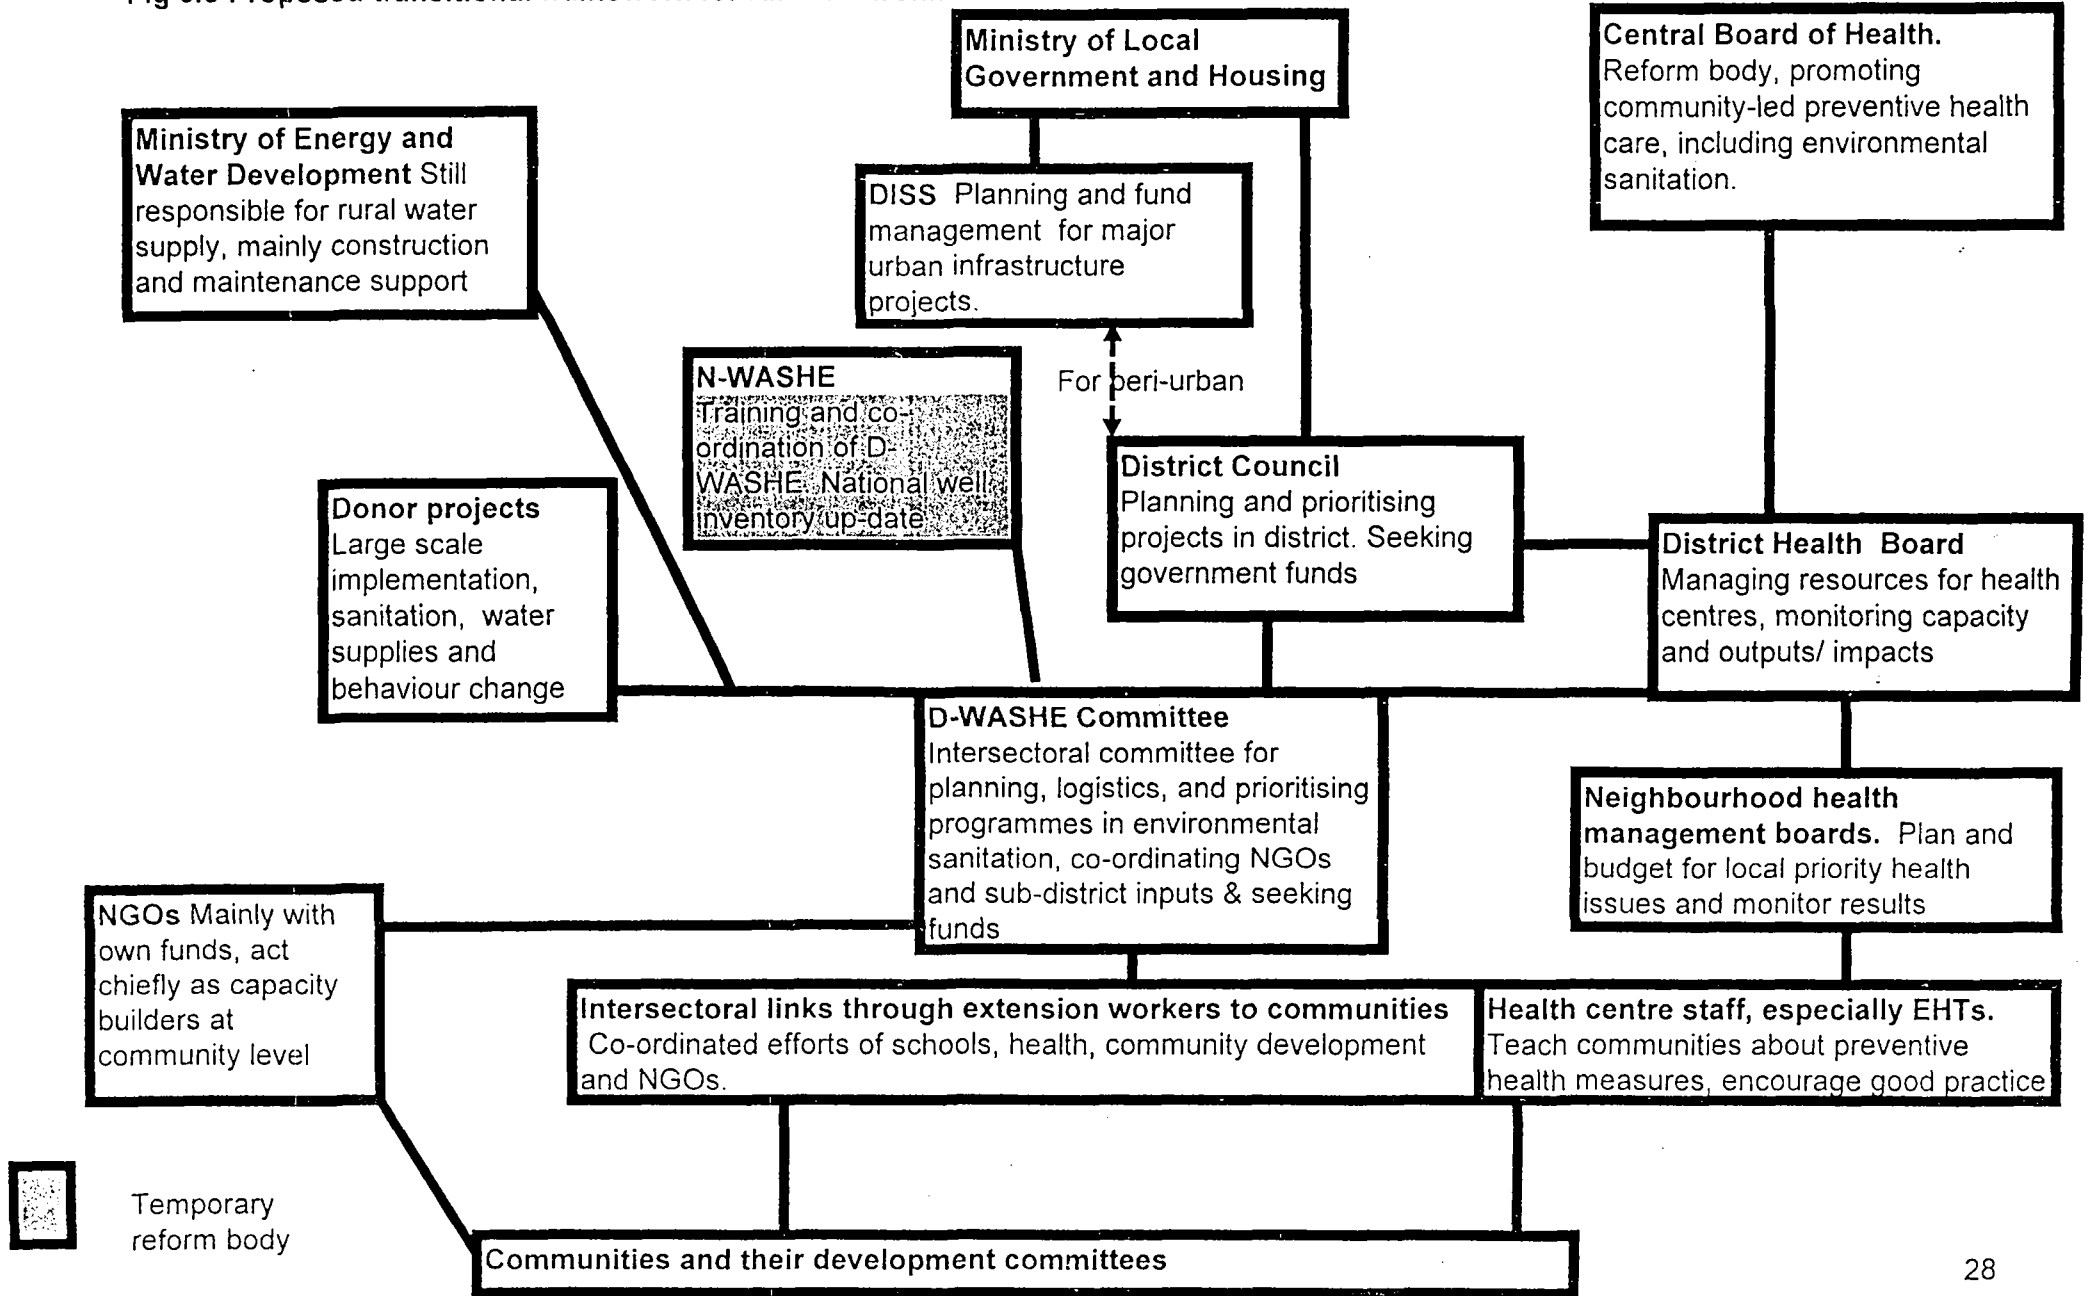 Ministry of Local
Government and Housing
Central Board of Health.
Reform body, promoting
community-led preventive health
care, including environmental
sanitation.
Ministry of Energy and
Water Development Still
responsible for rural water
supply, mainly construction
and maintenance support
DISS Planning and fund
management for major
urban infrastructure
projects.
N-WASHE
Training and co-
ordination of D-
WASHE National well
inventory up-date
For peri-urban
District Council
Planning and prioritising
projects in district. Seeking
government funds
Donor projects
Large scale
implementation,
sanitation, water
supplies and
behaviour change
District Health Board
Managing resources for health
centres, monitoring capacity
and outputs/ impacts
D-WASHE Committee
Intersectoral committee for
planning, logistics, and prioritising
programmes in environmental
sanitation, co-ordinating NGOs
and sub-district inputs & seeking
funds
Neighbourhood health
management boards. Plan and
budget for local priority health
issues and monitor results
NGOs Mainly with
own funds, act
chiefly as capacity
builders at
community level
Intersectoral links through extension workers to communities
Co-ordinated efforts of schools, health, community development
and NGOs.
Health centre staff, especially EHTs.
Teach communities about preventive
health measures, encourage good practice
Temporary
reform body
Communities and their development committees
28